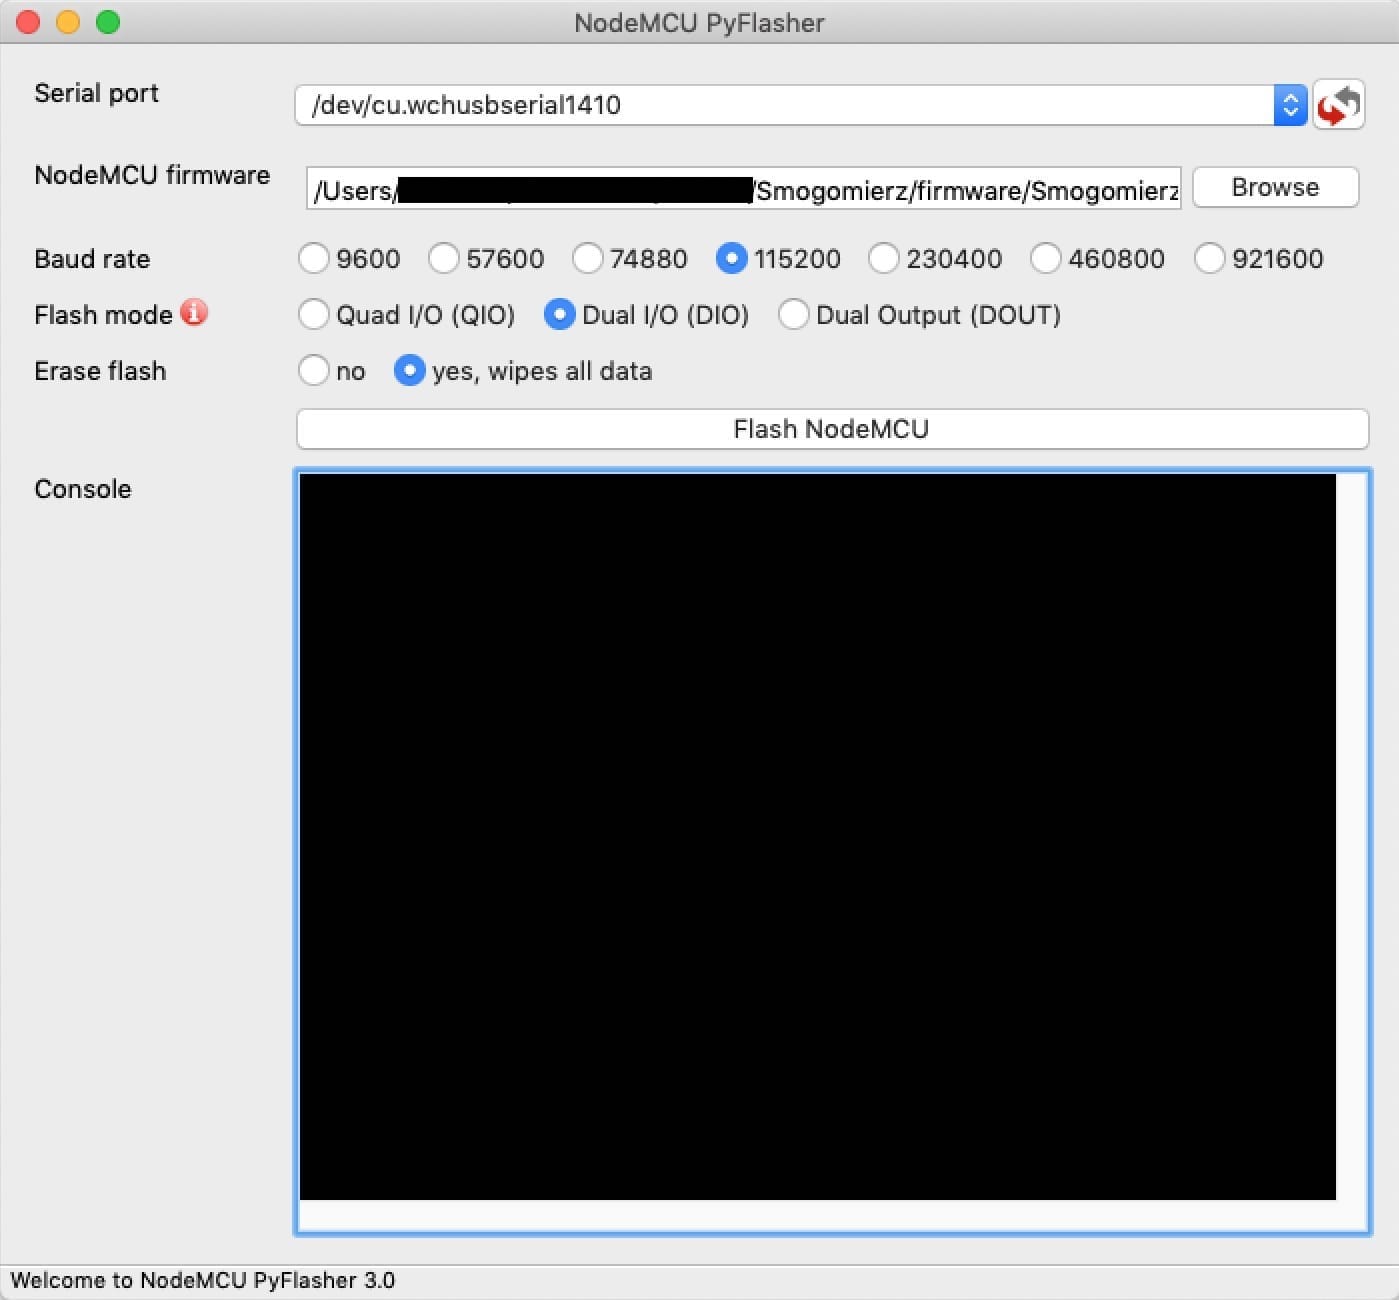 NodeMCU PyFlasher
Serial port /dev/cu.wchusbserial1410
NodeMCU firmware /Users/ /Smogomierz/firmware/Smogomierz Browse
Baud rate 9600 57600 74880 115200 230400 460800 921600
Flash mode Quad I/O (QIO) Dual I/O (DIO) Dual Output (DOUT)
Erase flash no yes, wipes all data
Flash NodeMCU
Console
Welcome to NodeMCU PyFlasher 3.0